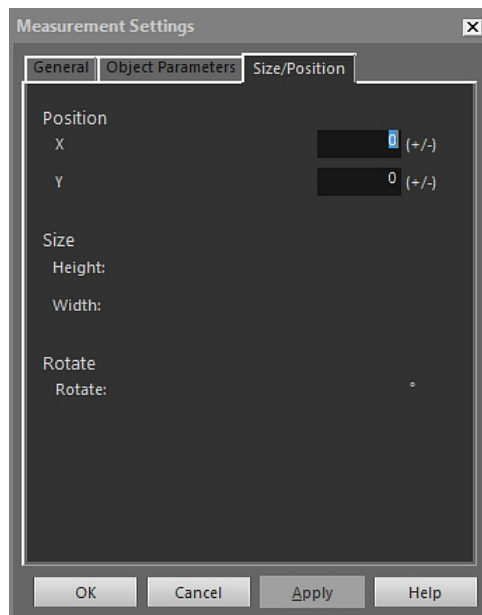 Measurement Settings
General Object Parameters Size/Position
Position
X 0 (+/-)
Y 0 (+/-)
Size
Height:
Width:
Rotate
Rotate: °
OK Cancel Apply Help